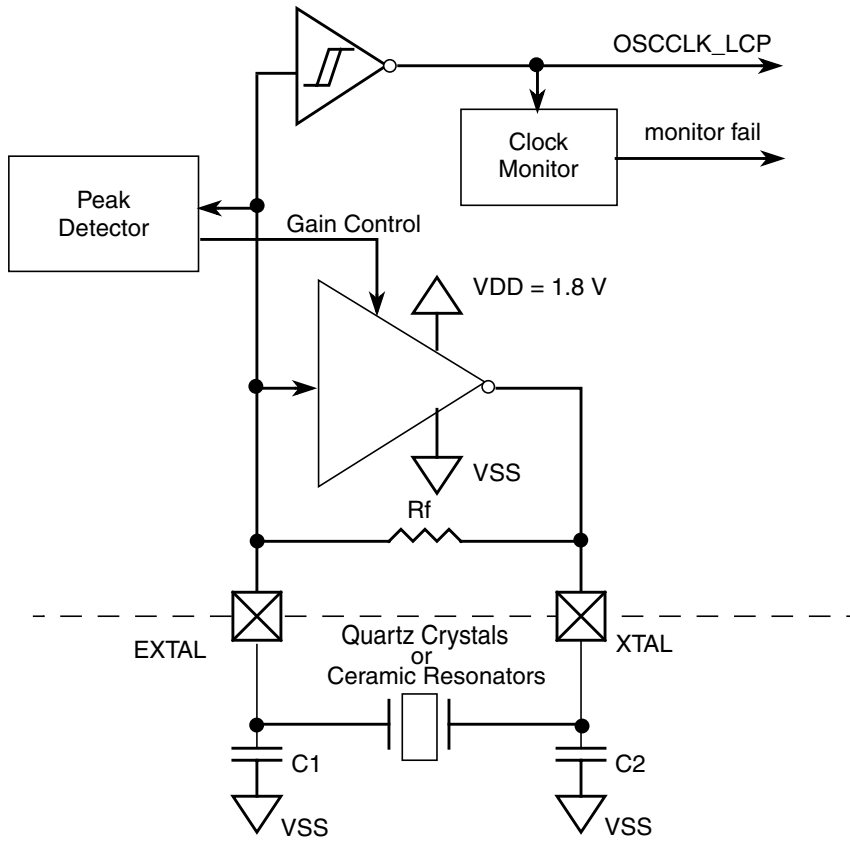 OSCCLK_LCP
Clock
Monitor
monitor fail
Peak
Detector
Gain Control
VDD = 1.8 V
VSS
Rf
EXTAL
Quartz Crystals
or
Ceramic Resonators
XTAL
C1
C2
VSS
VSS